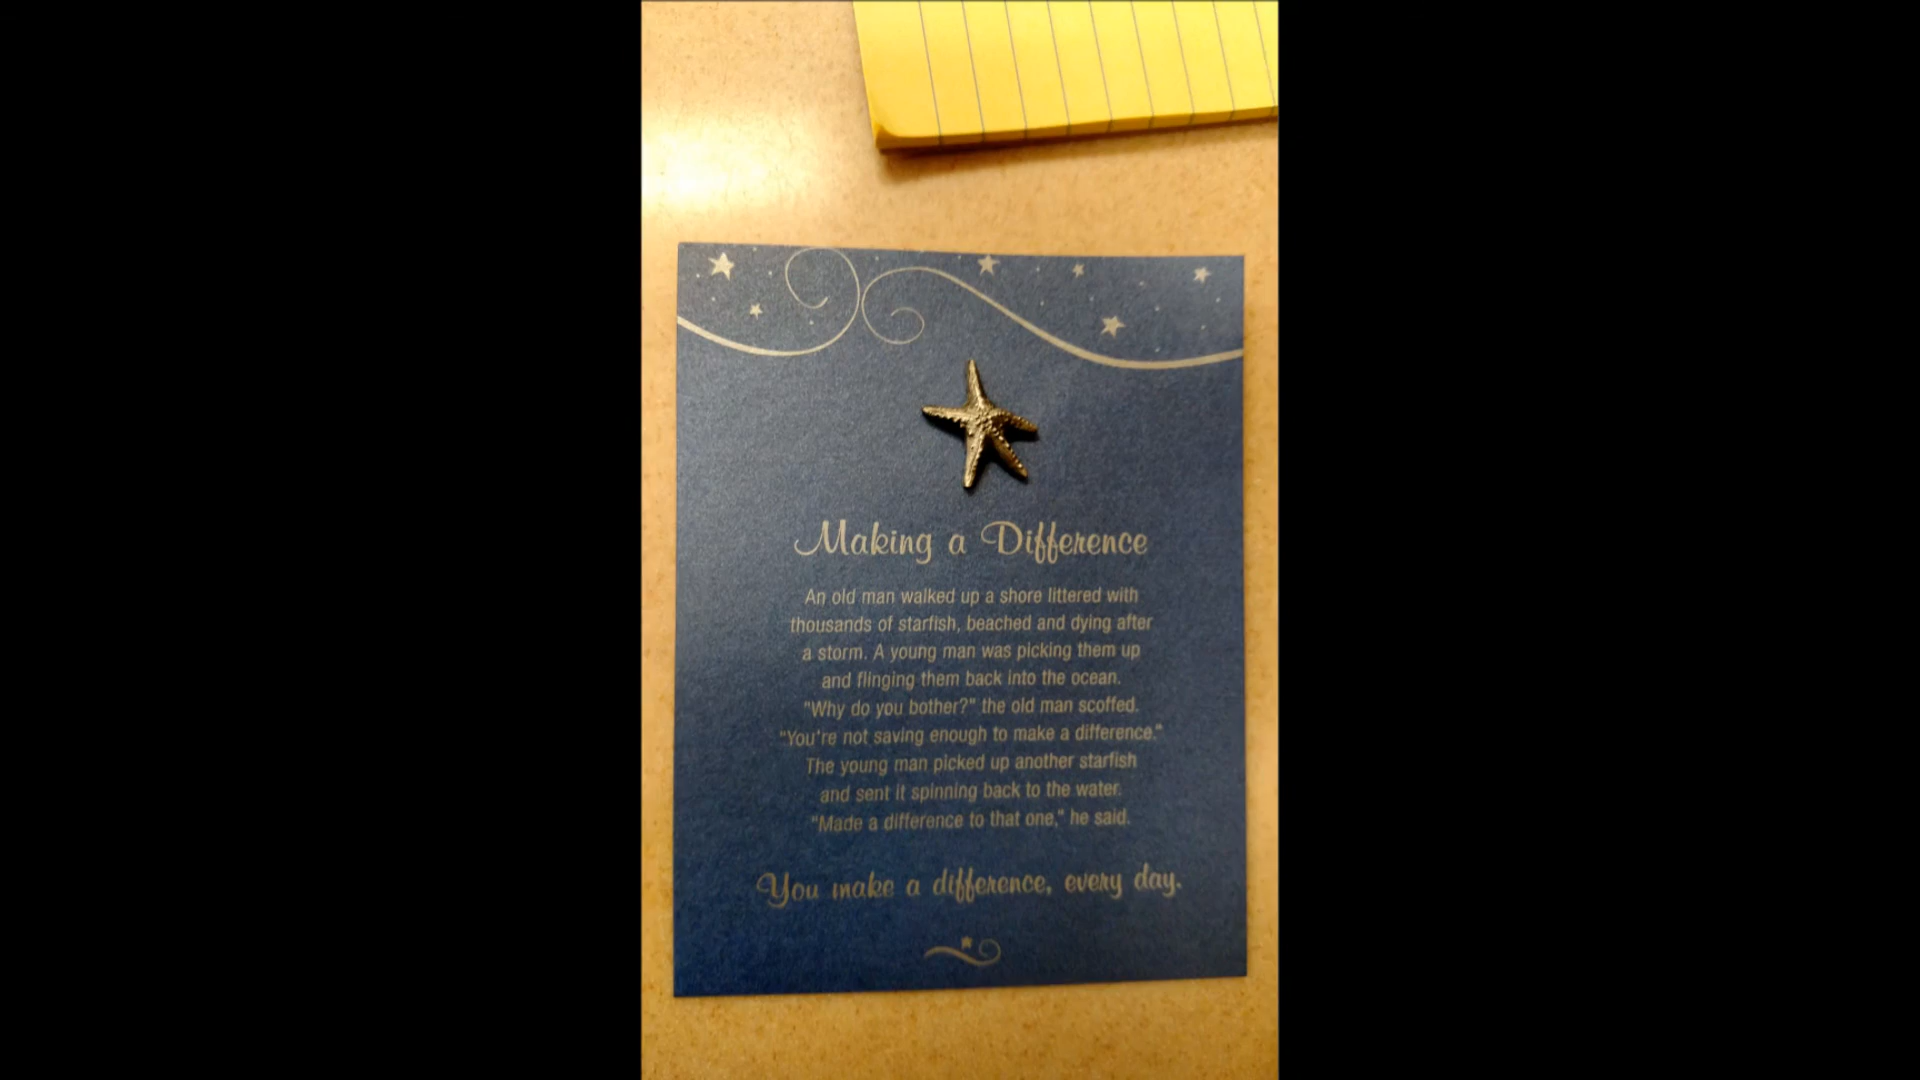 Making a Difference
An old man walked up a shore littered with
thousands of starfish, beached and dying after
a storm. A young man was picking them up
and flinging them back into the ocean.
"Why do you bother?" the old man scoffed.
"You're not saving enough to make a difference."
The young man picked up another starfish
and sent it spinning back to the water.
"Made a difference to that one," he said.
You make a difference, every day.